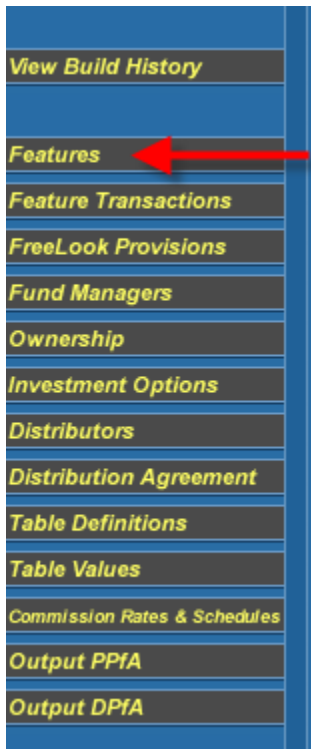 View Build History
Features
Feature Transactions
FreeLook Provisions
Fund Managers
Ownership
Investment Options
Distributors
Distribution Agreement
Table Definitions
Table Values
Commission Rates & Schedules
Output PPfA
Output DPfA